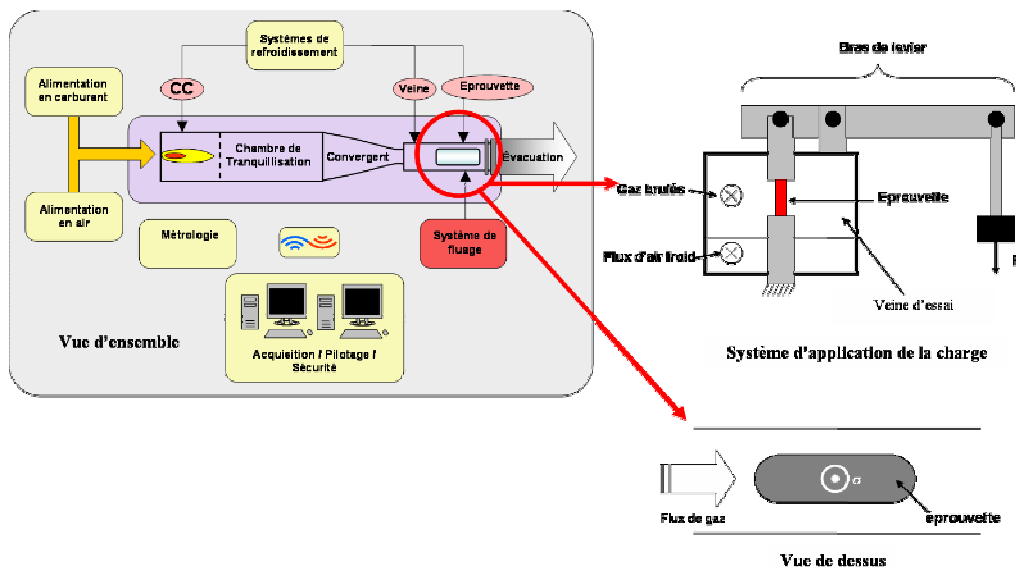 Systèmes de
refroidissement
Alimentation
en carburant
CC
Veine
Eprouvette
Chambre de
Tranquillisation
Convergent
Évacuation
Alimentation
en air
Métrologie
Système de
fluage
Vue d'ensemble
Acquisition / Pilotage /
Sécurité
Bras de levier
Gaz brulés
Eprouvette
Flux d'air froid
Veine d'essai
Système d'application de la charge
σ
Flux de gaz
eprouvette
Vue de dessus